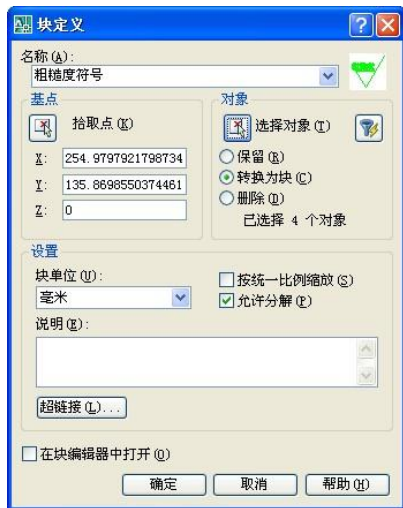 块定义
名称(A):
粗糙度符号
基点
拾取点(K)
X: 254.9797921798734
Y: 135.8698550374461
Z: 0
对象
选择对象(T)
保留(R)
转换为块(C)
删除(D)
已选择 4 个对象
设置
块单位(U):
毫米
按统一比例缩放(S)
允许分解(P)
说明(E):
超链接(L)...
在块编辑器中打开(O)
确定 取消 帮助(H)